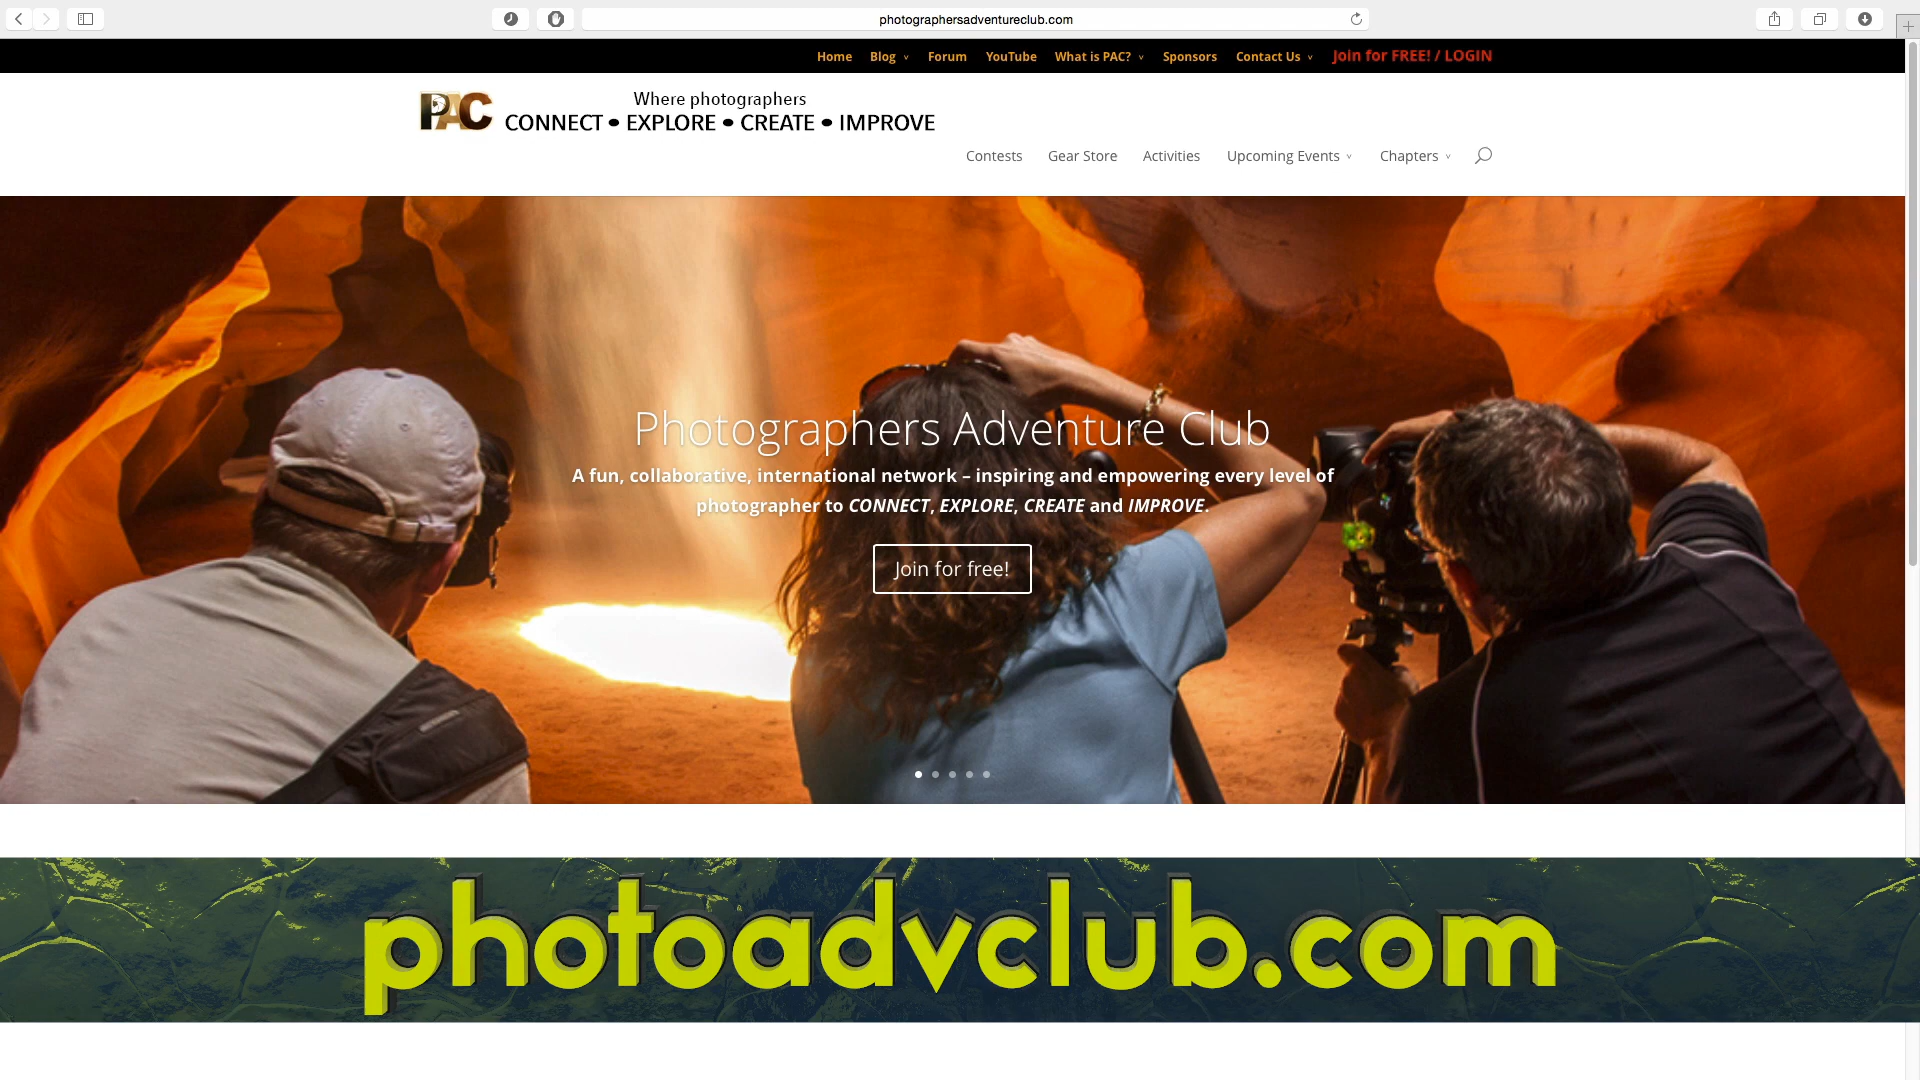 photographersadventureclub.com
Home Blog Forum YouTube What is PAC? Sponsors Contact Us Join for FREE! / LOGIN
PAC
Where photographers
CONNECT • EXPLORE • CREATE • IMPROVE
Contests Gear Store Activities Upcoming Events Chapters
Photographers Adventure Club
A fun, collaborative, international network – inspiring and empowering every level of
photographer to CONNECT, EXPLORE, CREATE and IMPROVE.
Join for free!
photoadvclub.com